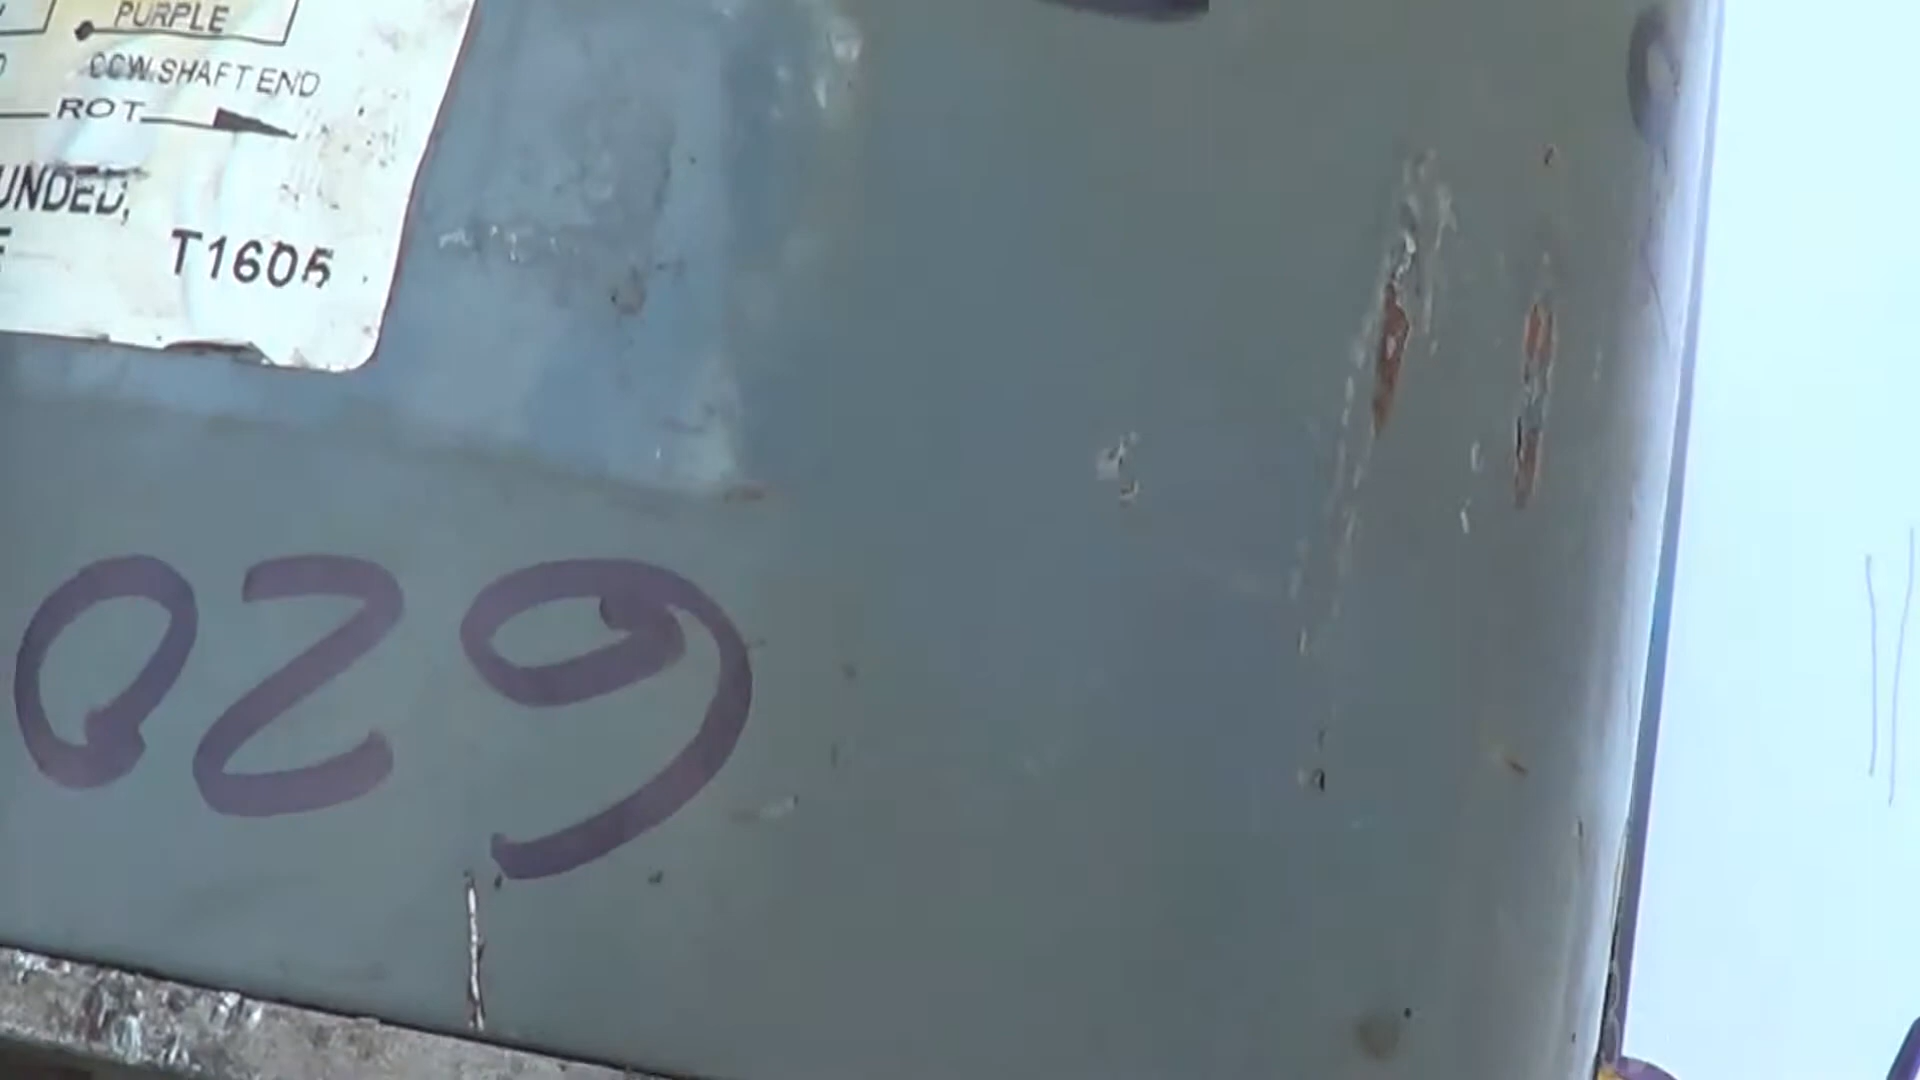 PURPLE
CCW SHAFT END
ROT
UNDED,
T1605
029